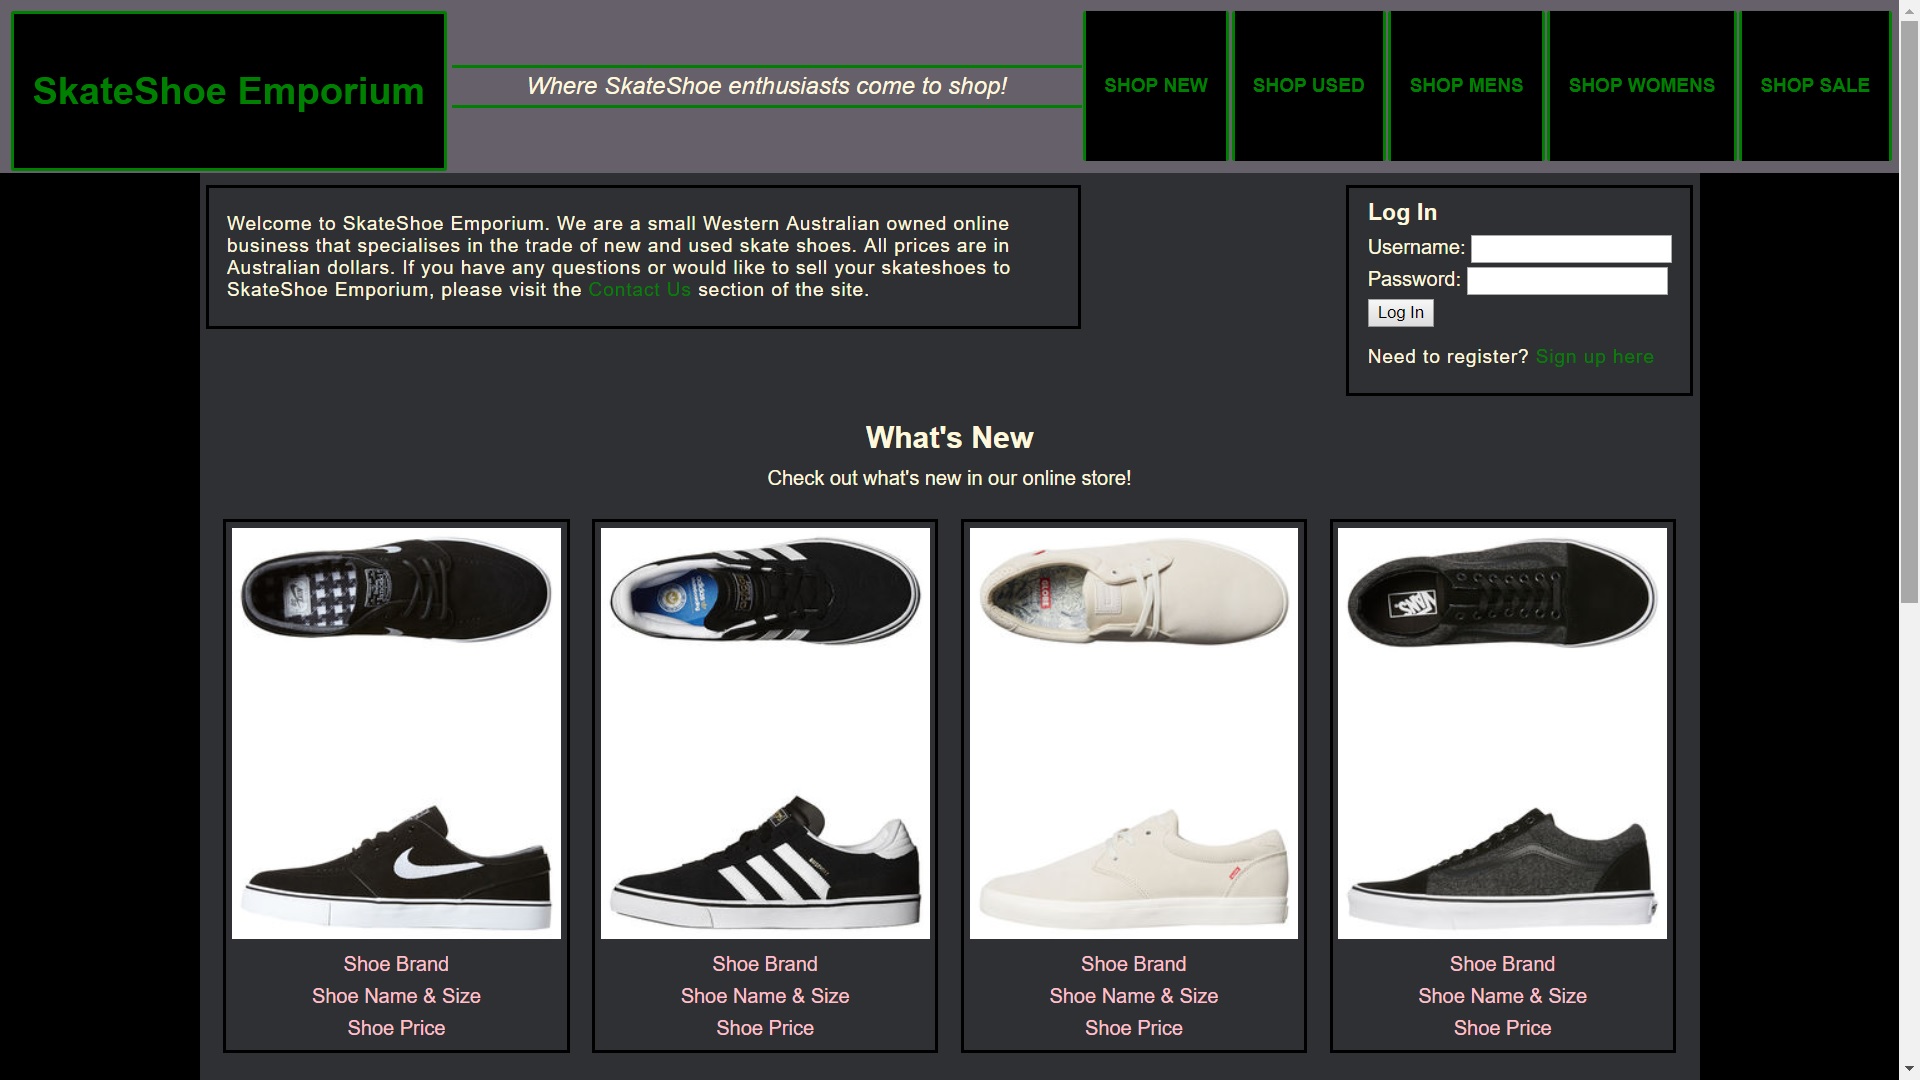 SkateShoe Emporium
Where SkateShoe enthusiasts come to shop!
SHOP NEW
SHOP USED
SHOP MENS
SHOP WOMENS
SHOP SALE
Welcome to SkateShoe Emporium. We are a small Western Australian owned online
business that specialises in the trade of new and used skate shoes. All prices are in
Australian dollars. If you have any questions or would like to sell your skateshoes to
SkateShoe Emporium, please visit the Contact Us section of the site.
Log In
Username:
Password:
Log In
Need to register? Sign up here
What's New
Check out what's new in our online store!
GLOBE
VANS
Shoe Brand
Shoe Name & Size
Shoe Price
Shoe Brand
Shoe Name & Size
Shoe Price
Shoe Brand
Shoe Name & Size
Shoe Price
Shoe Brand
Shoe Name & Size
Shoe Price